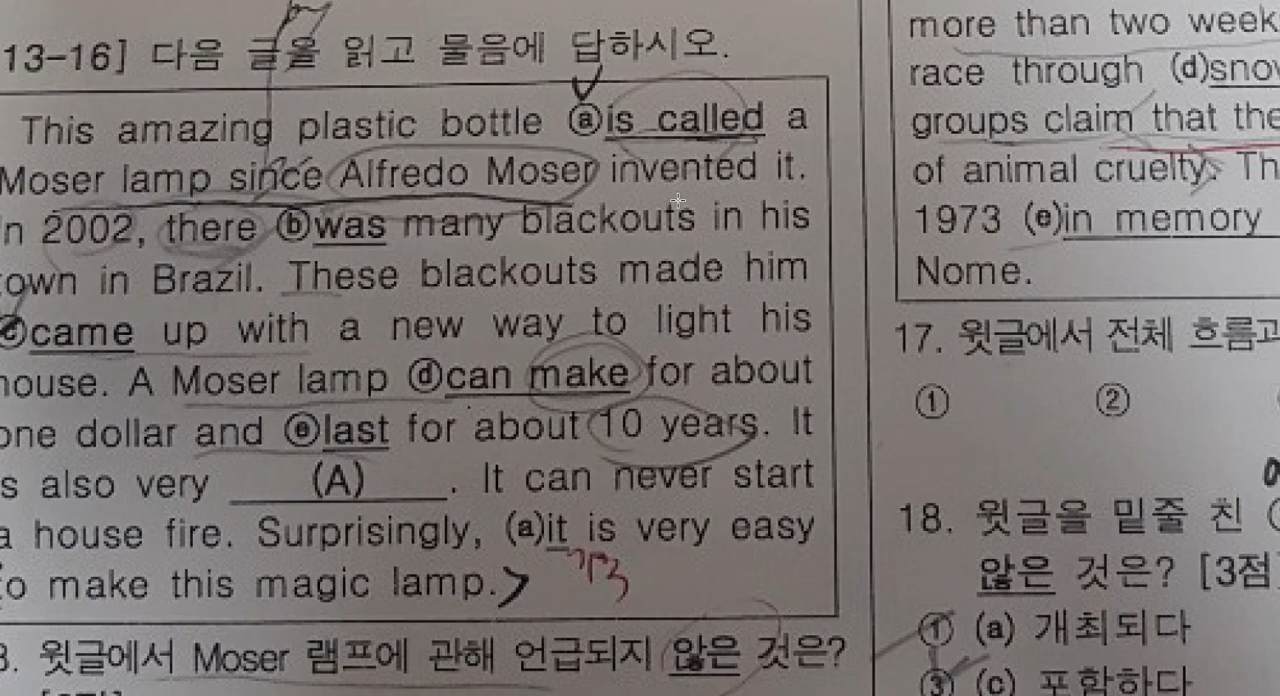 13-16] 다음 글을 읽고 물음에 답하시오.
This amazing plastic bottle ⓐis called a
Moser lamp since Alfredo Moser invented it.
n 2002, there ⓑwas many blackouts in his
own in Brazil. These blackouts made him
ⓒcame up with a new way to light his
house. A Moser lamp ⓓcan make for about
one dollar and ⓔlast for about 10 years. It
s also very (A) . It can never start
a house fire. Surprisingly, (a)it is very easy
o make this magic lamp.
가주어
3. 윗글에서 Moser 램프에 관해 언급되지 않은 것은?
more than two week
race through (d)snow
groups claim that the
of animal cruelty. Th
1973 (e)in memory
Nome.
17. 윗글에서 전체 흐름과
① ②
18. 윗글을 밑줄 친
않은 것은? [3점
① (a) 개최되다
③ (c) 포함하다